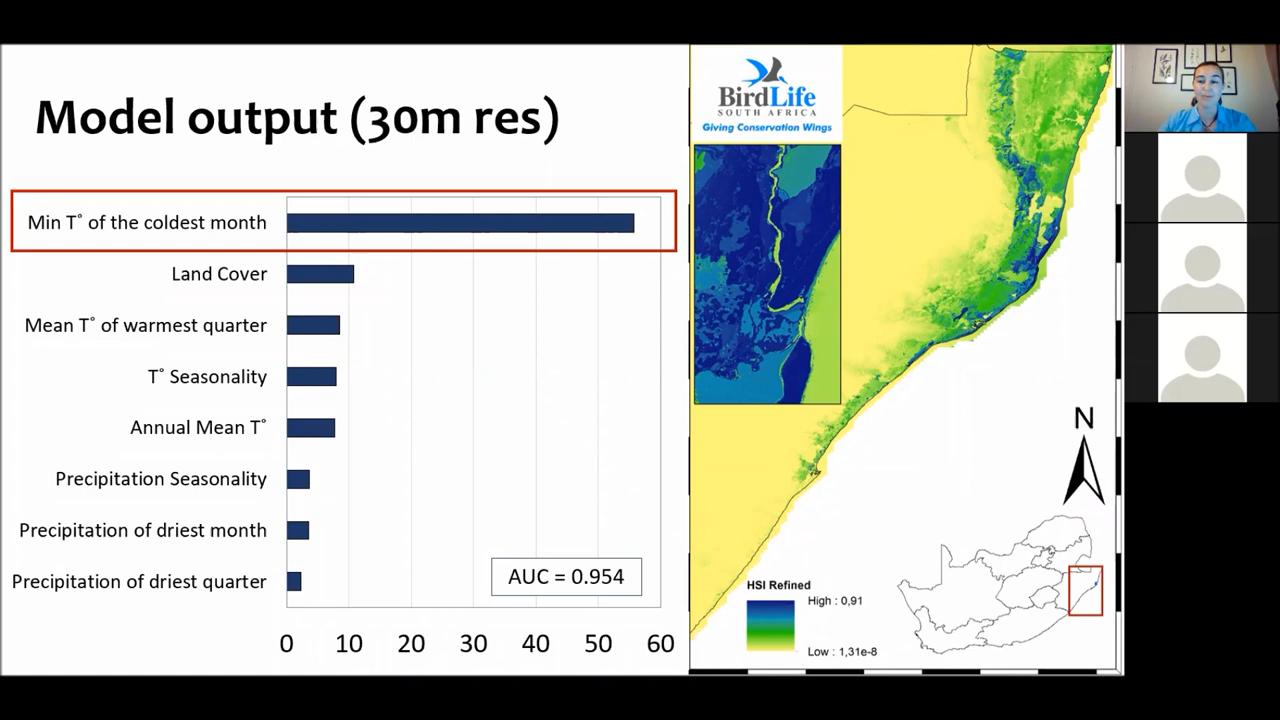 Model output (30m res)
Min T° of the coldest month
Land Cover
Mean T° of warmest quarter
T° Seasonality
Annual Mean T°
Precipitation Seasonality
Precipitation of driest month
Precipitation of driest quarter
AUC = 0.954
0 10 20 30 40 50 60
BirdLife
SOUTH AFRICA
Giving Conservation Wings
N
HSI Refined
High : 0,91
Low : 1,31e-8